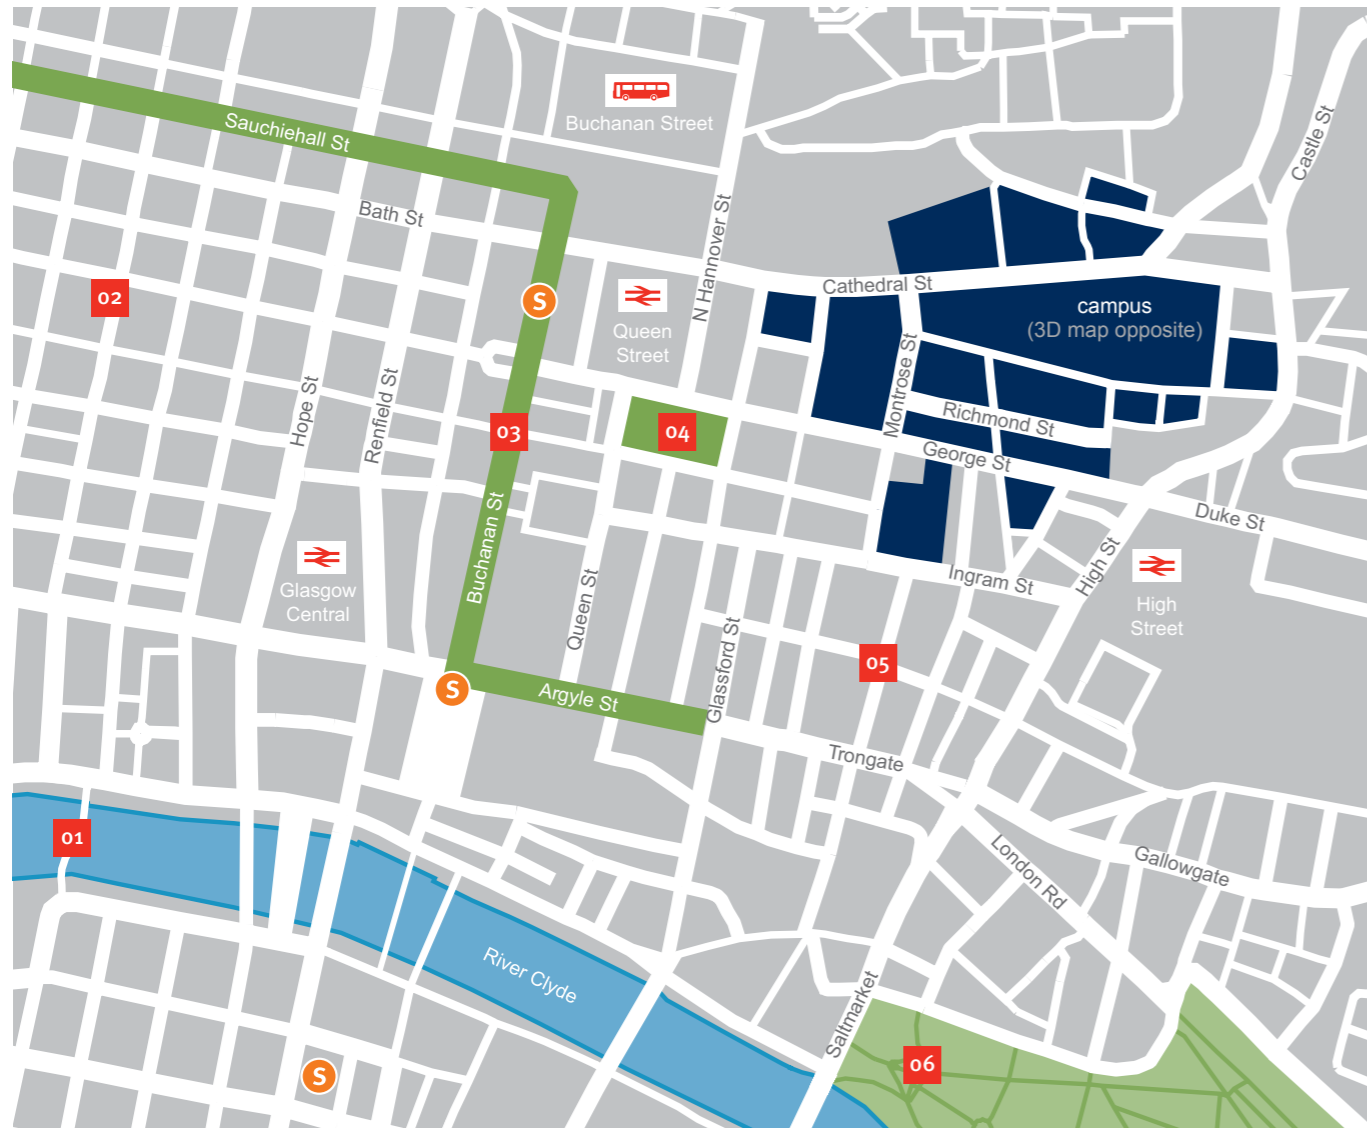 Buchanan Street
Sauchiehall St
Castle St
Bath St
N Hannover St
02
S
Queen
Street
Cathedral St
campus
(3D map opposite)
Hope St
Renfield St
03
04
Montrose St
Richmond St
George St
Duke St
Buchanan St
Glasgow
Central
Queen St
Ingram St
High St
High
Street
Glassford St
05
S
Argyle St
Trongate
01
London Rd
Gallowgate
River Clyde
Saltmarket
06
S